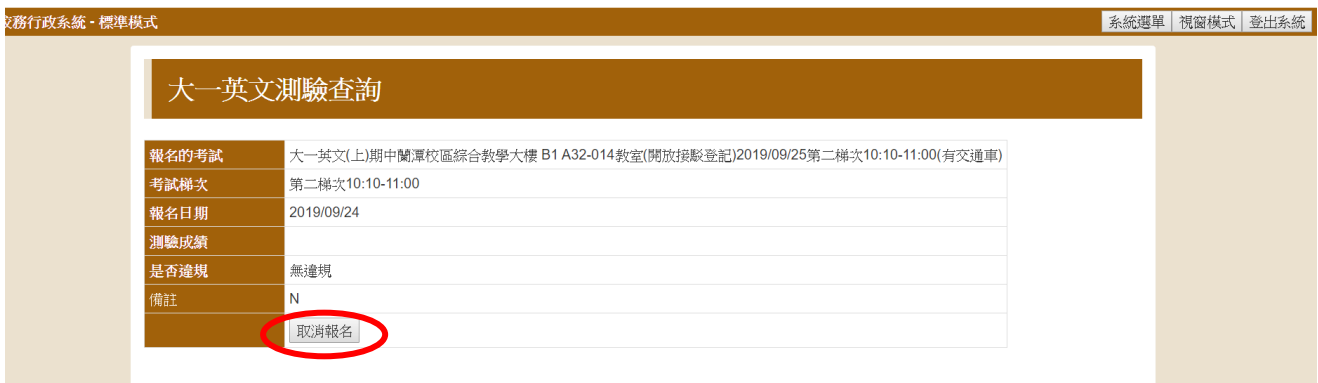 校務行政系統 - 標準模式
系統選單 視窗模式 登出系統
大一英文測驗查詢
報名的考試 大一英文(上)期中蘭潭校區綜合教學大樓 B1 A32-014教室(開放接駁登記)2019/09/25第二梯次10:10-11:00(有交通車)
考試梯次 第二梯次10:10-11:00
報名日期 2019/09/24
測驗成績
是否違規 無違規
備註 N
取消報名